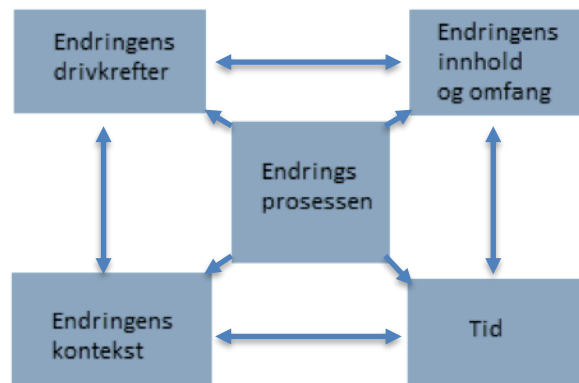 Endringens
drivkrefter
Endringens
innhold
og omfang
Endrings
prosessen
Endringens
kontekst
Tid